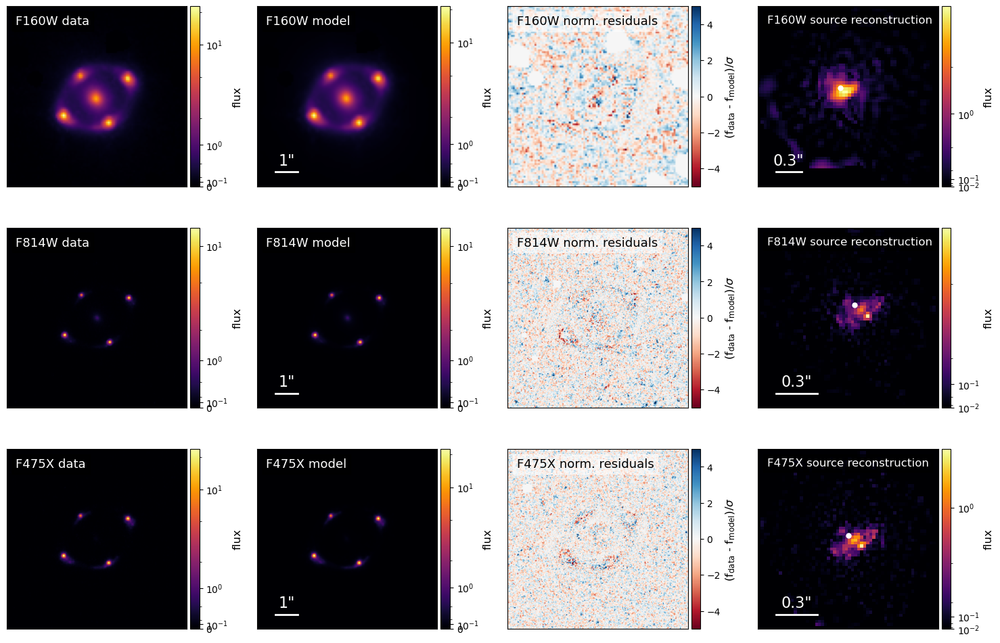 F160W data
10¹
10⁰
10⁻¹
0
flux
F160W model
1"
10¹
10⁰
10⁻¹
0
flux
F160W norm. residuals
4
2
0
−2
−4
(f_data - f_model)/σ
F160W source reconstruction
0.3"
10⁰
10⁻¹
10⁻²
flux
F814W data
10¹
10⁰
10⁻¹
0
flux
F814W model
1"
10¹
10⁰
10⁻¹
0
flux
F814W norm. residuals
4
2
0
−2
−4
(f_data - f_model)/σ
F814W source reconstruction
0.3"
10⁻¹
10⁻²
flux
F475X data
10¹
10⁰
10⁻¹
0
flux
F475X model
1"
10¹
10⁰
10⁻¹
0
flux
F475X norm. residuals
4
2
0
−2
−4
(f_data - f_model)/σ
F475X source reconstruction
0.3"
10⁰
10⁻¹
10⁻²
flux